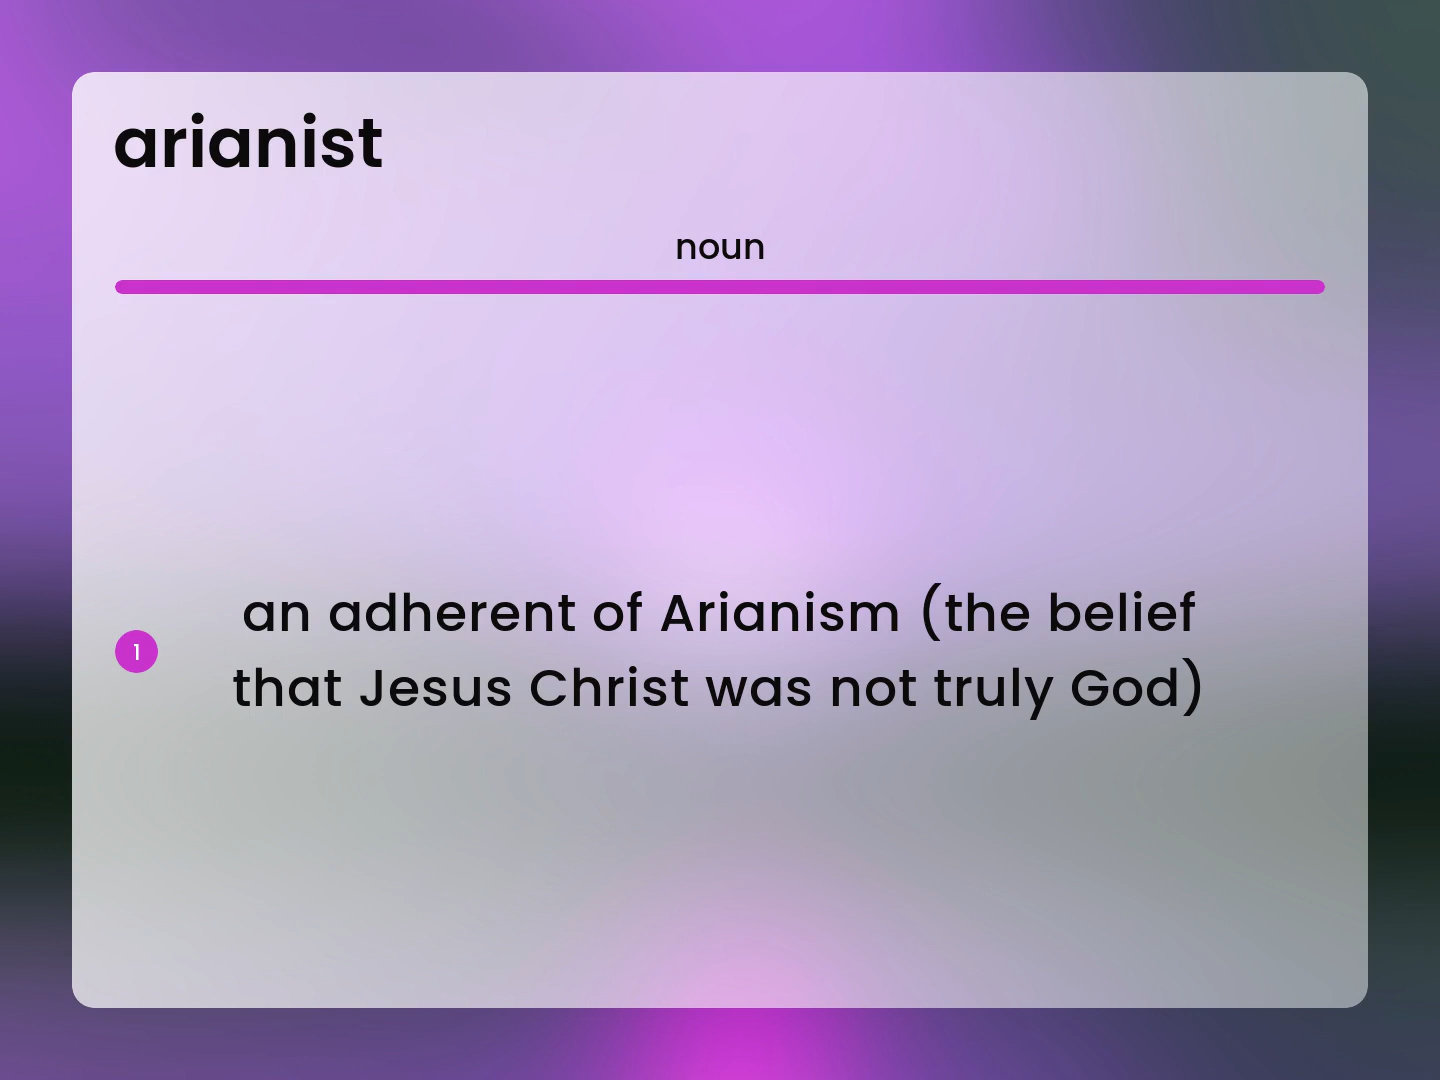 arianist
noun
1
an adherent of Arianism (the belief
that Jesus Christ was not truly God)